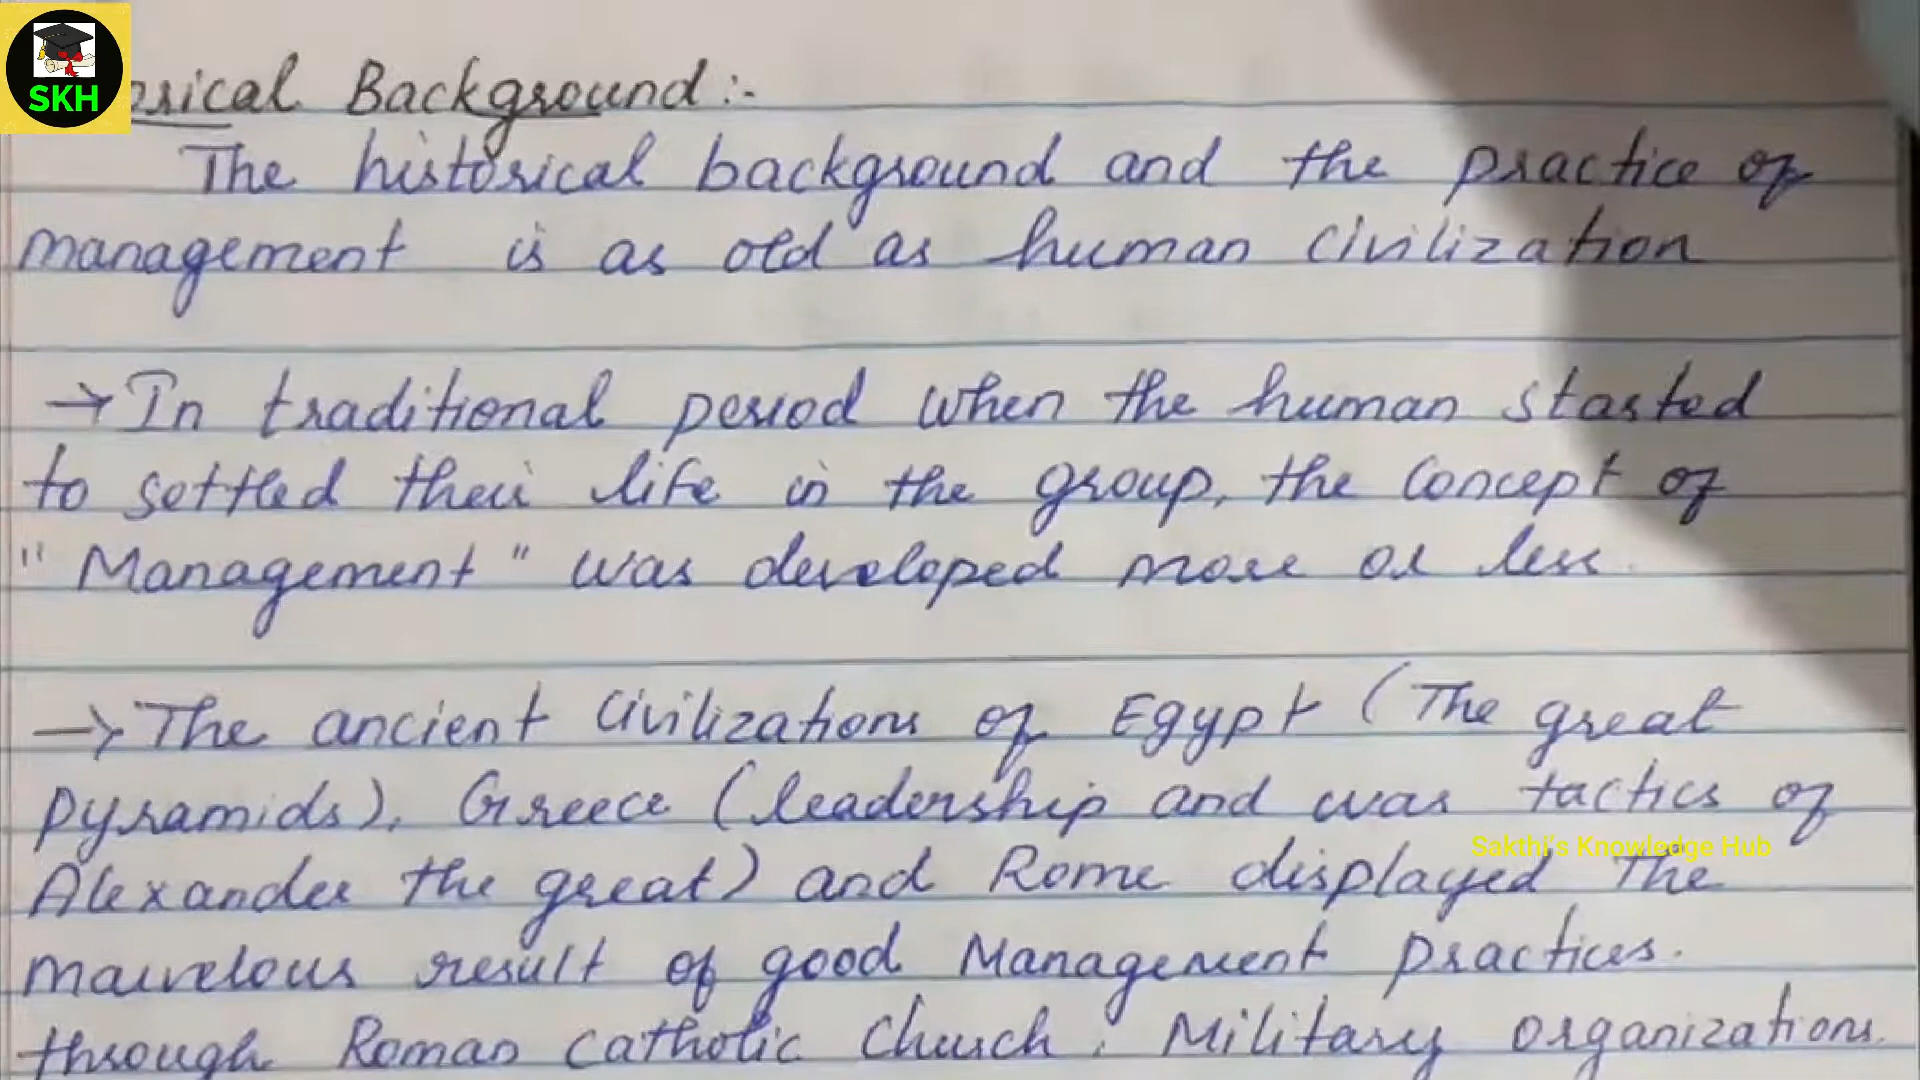 SKH
orical Background :-
The historical background and the practice of
management is as old as human civilization
→ In traditional period when the human started
to settled their life in the group, the concept of
"Management" was developed more or less.
→ The ancient civilizations of Egypt (The great
pyramids), Greece (leadership and war tactics of
Alexander the great) and Rome displayed the
Sakthi's Knowledge Hub
marvelous result of good Management practices.
through Roman catholic Church, Military organizations.